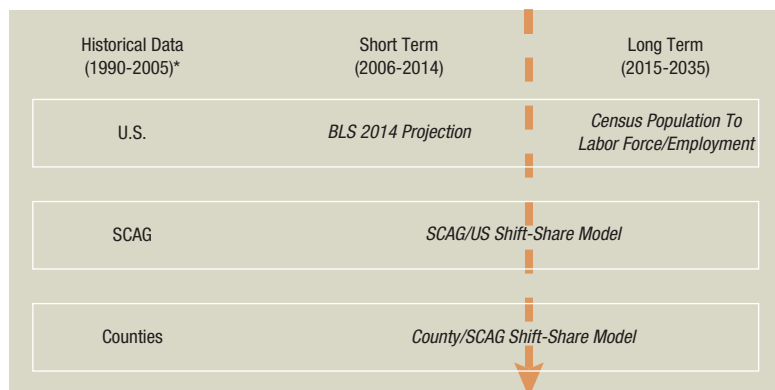 Historical Data
(1990-2005)*
Short Term
(2006-2014)
Long Term
(2015-2035)
U.S.
BLS 2014 Projection
Census Population To
Labor Force/Employment
SCAG
SCAG/US Shift-Share Model
Counties
County/SCAG Shift-Share Model